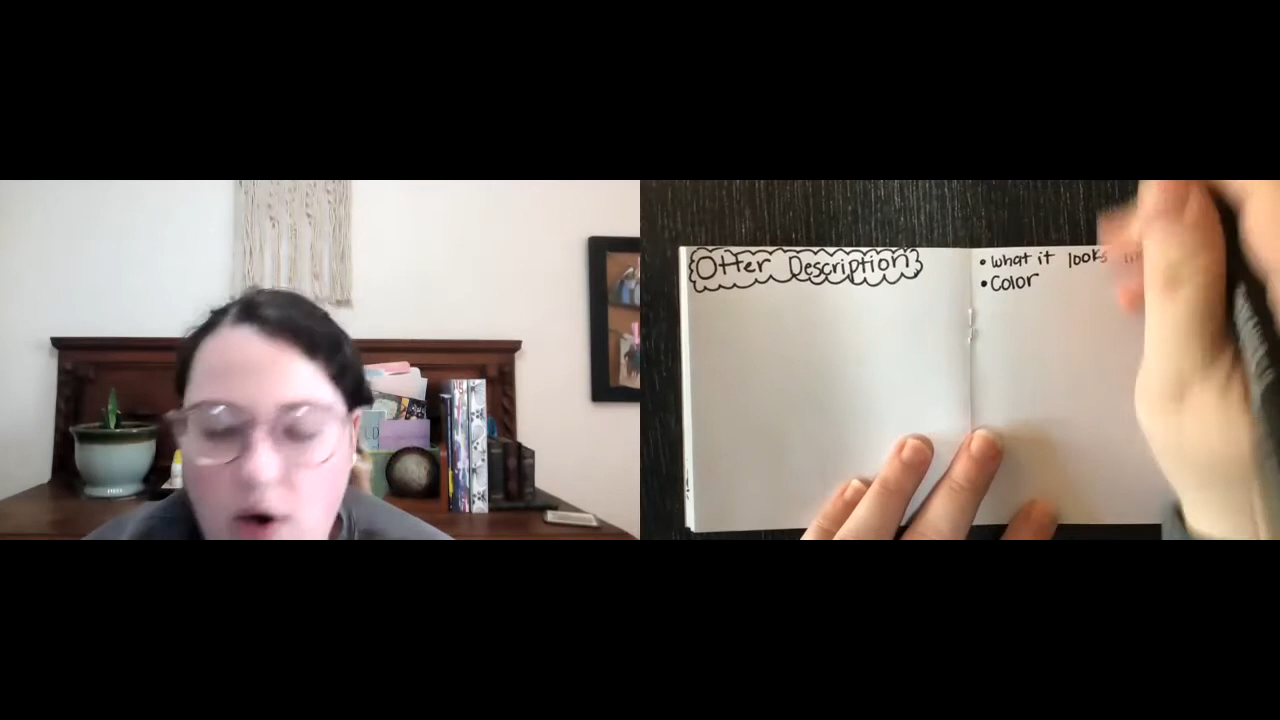 Otter Description
• what it looks
• Color